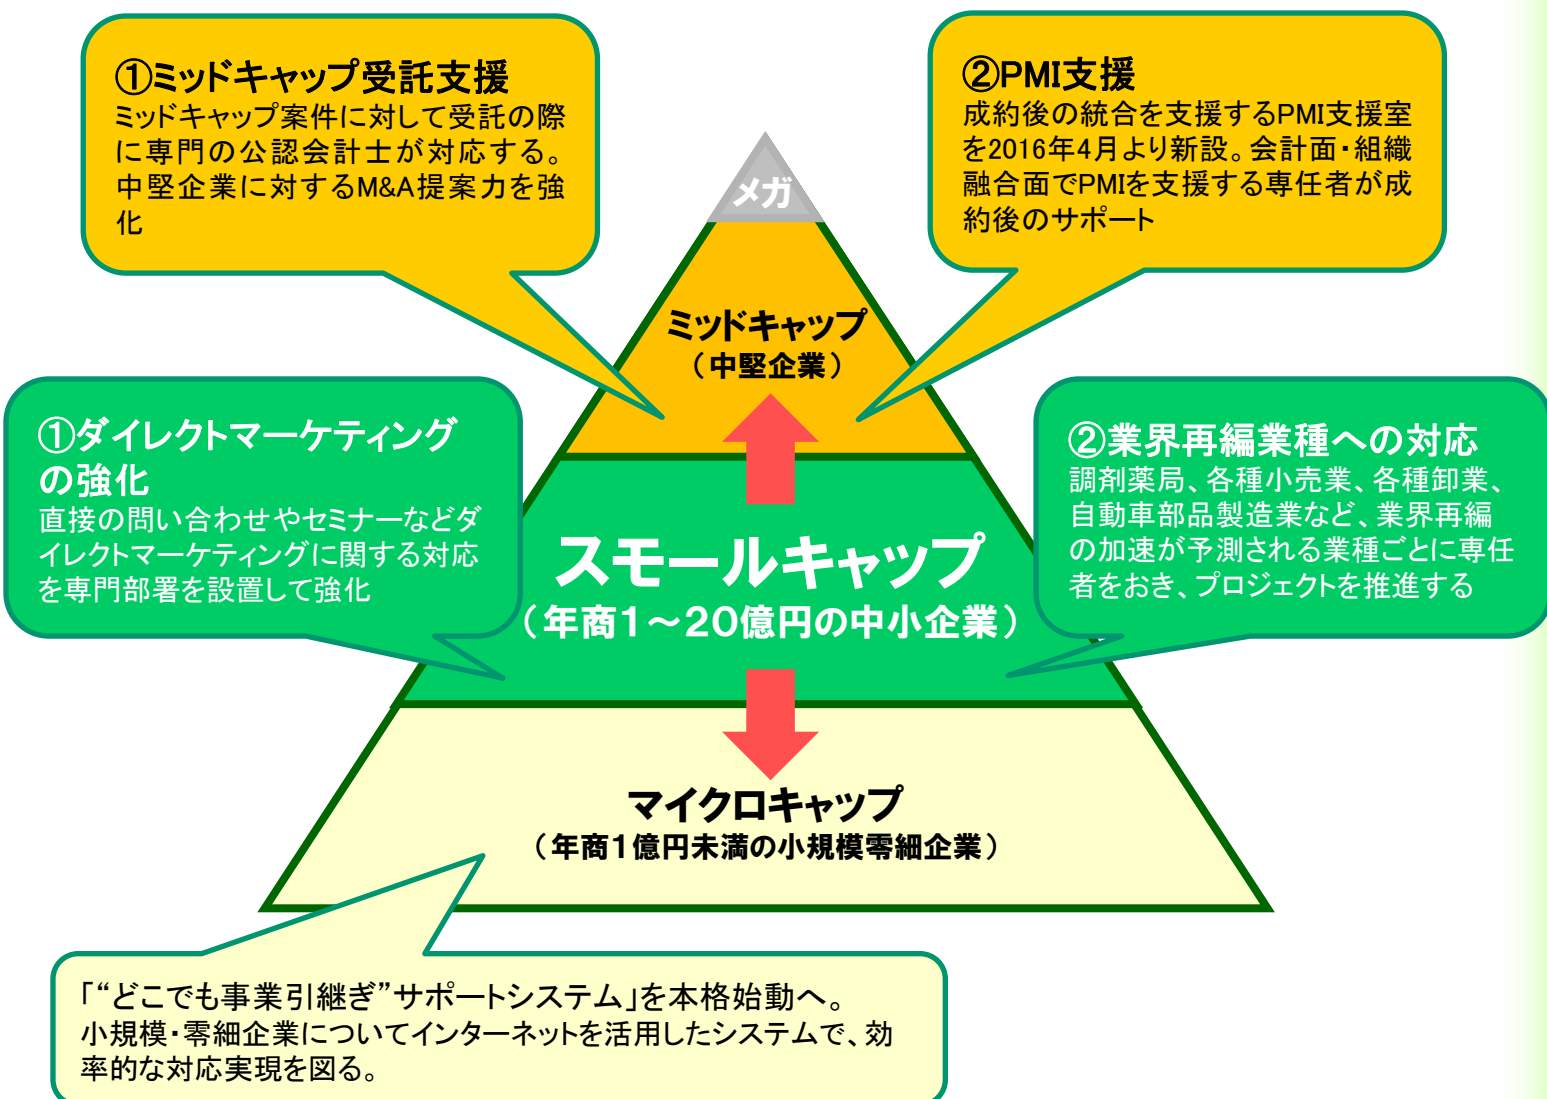 ①ミッドキャップ受託支援
ミッドキャップ案件に対して受託の際
に専門の公認会計士が対応する。
中堅企業に対するM&A提案力を強
化
②PMI支援
成約後の統合を支援するPMI支援室
を2016年4月より新設。会計面・組織
融合面でPMIを支援する専任者が成
約後のサポート
メガ
ミッドキャップ
（中堅企業）
①ダイレクトマーケティング
の強化
直接の問い合わせやセミナーなどダ
イレクトマーケティングに関する対応
を専門部署を設置して強化
②業界再編業種への対応
調剤薬局、各種小売業、各種卸業、
自動車部品製造業など、業界再編
の加速が予測される業種ごとに専任
者をおき、プロジェクトを推進する
スモールキャップ
（年商１～２０億円の中小企業）
マイクロキャップ
（年商１億円未満の小規模零細企業）
「“どこでも事業引継ぎ”サポートシステム」を本格始動へ。
小規模・零細企業についてインターネットを活用したシステムで、効
率的な対応実現を図る。